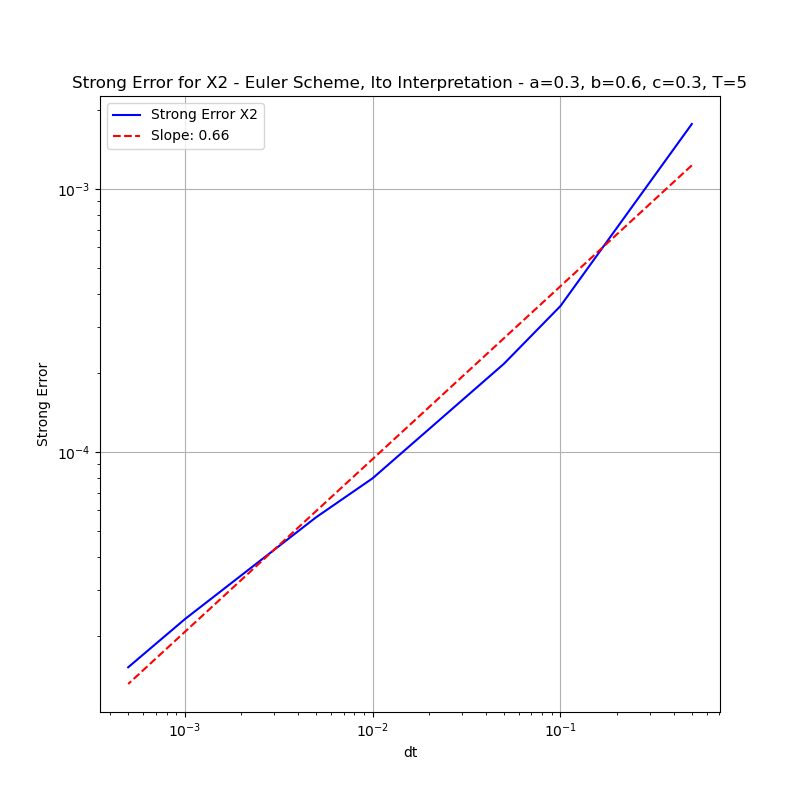 Strong Error for X2 - Euler Scheme, Ito Interpretation - a=0.3, b=0.6, c=0.3, T=5
Strong Error X2
Slope: 0.66
10⁻³
10⁻⁴
Strong Error
10⁻³ 10⁻² 10⁻¹
dt